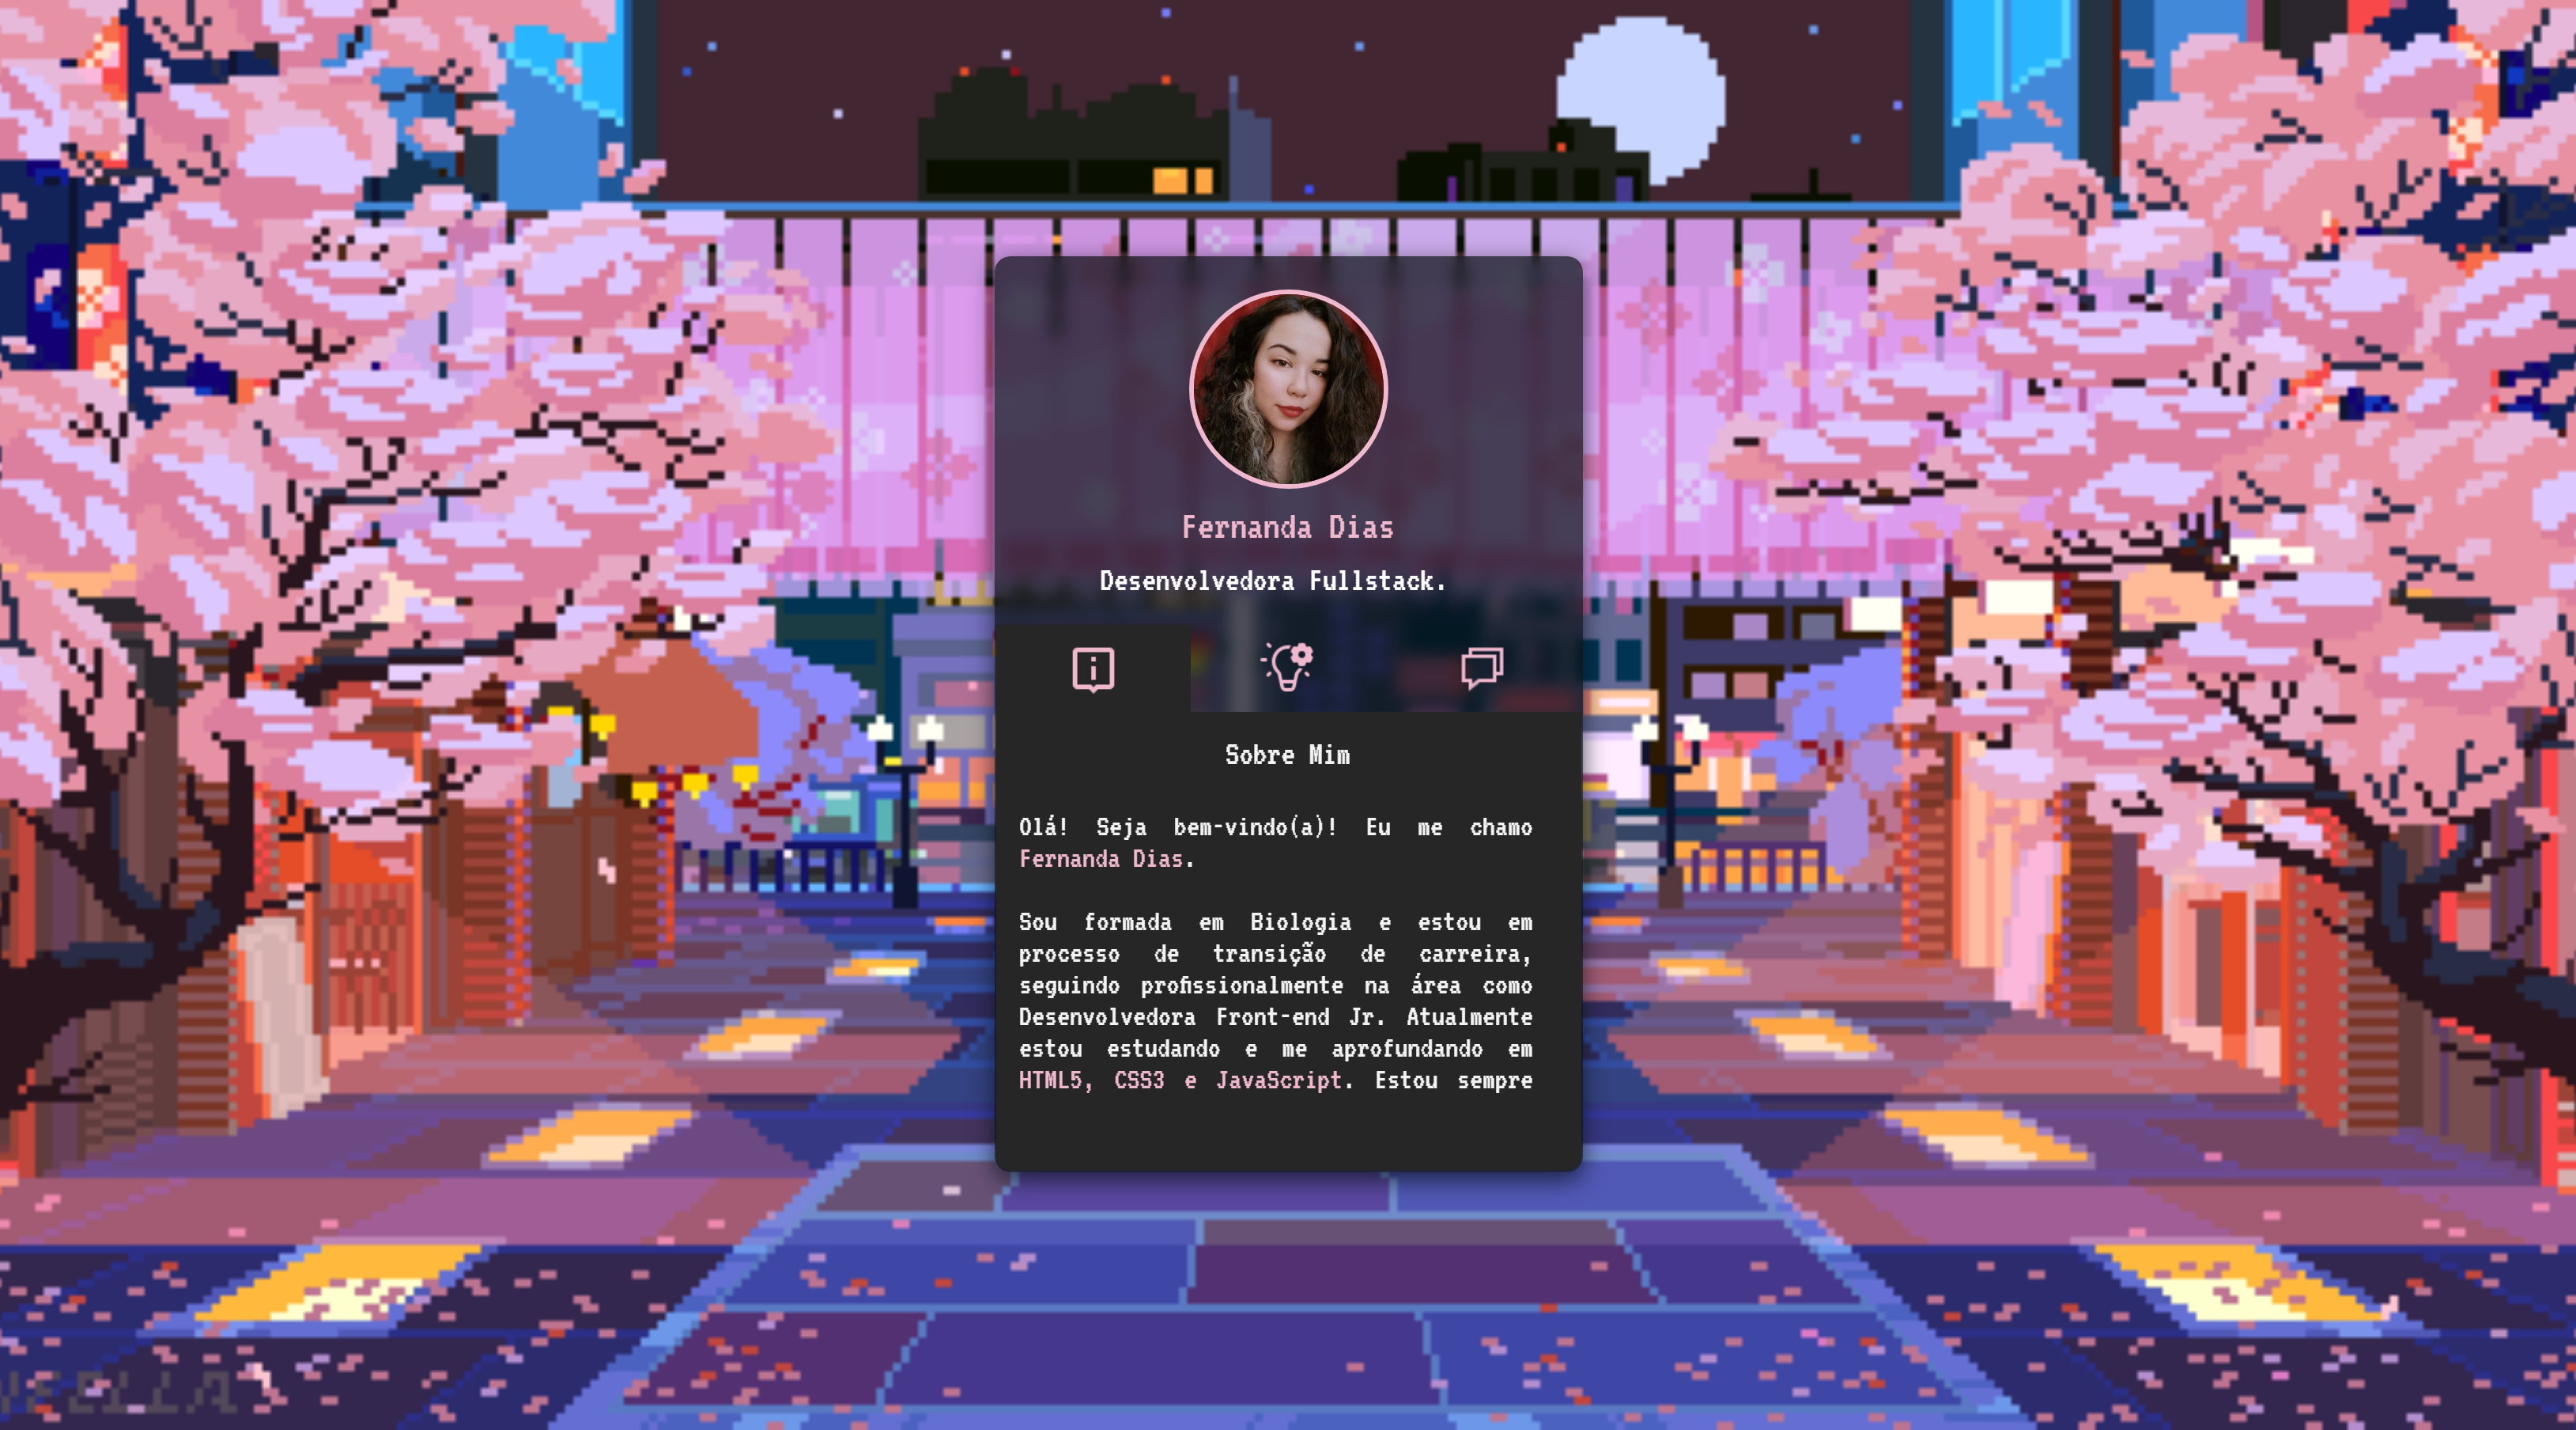 Fernanda Dias
Desenvolvedora Fullstack.
Sobre Mim
Olá! Seja bem-vindo(a)! Eu me chamo
Fernanda Dias.
Sou formada em Biologia e estou em
processo de transição de carreira,
seguindo profissionalmente na área como
Desenvolvedora Front-end Jr. Atualmente
estou estudando e me aprofundando em
HTML5, CSS3 e JavaScript. Estou sempre